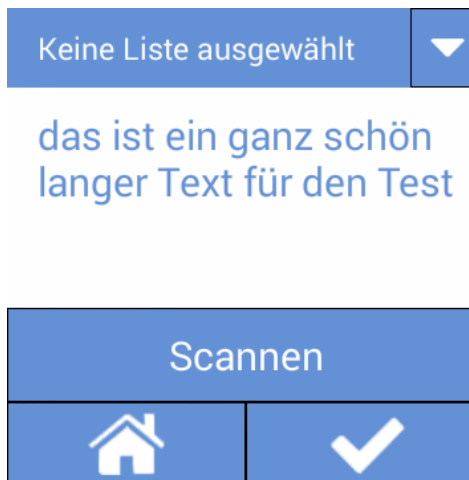 Keine Liste ausgewählt
das ist ein ganz schön
langer Text für den Test
Scannen